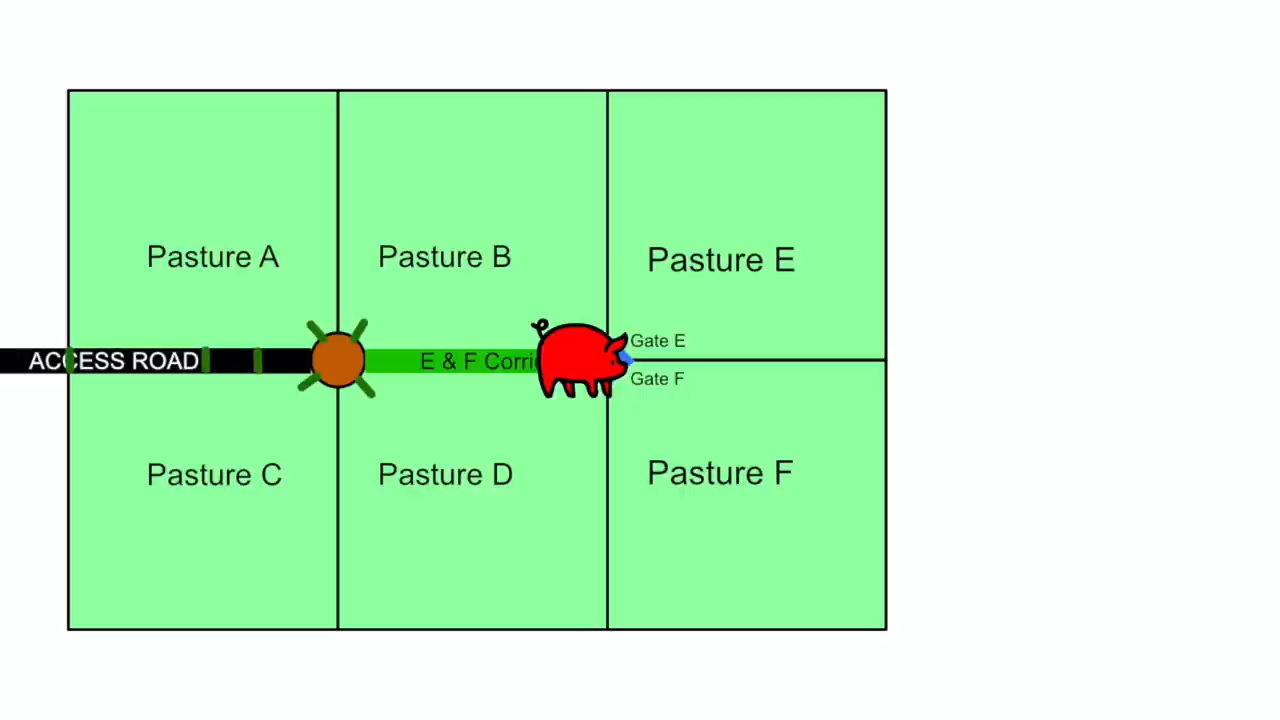 Pasture A
Pasture B
Pasture E
Gate E
ACCESS ROAD
E & F
Gate F
Pasture C
Pasture D
Pasture F